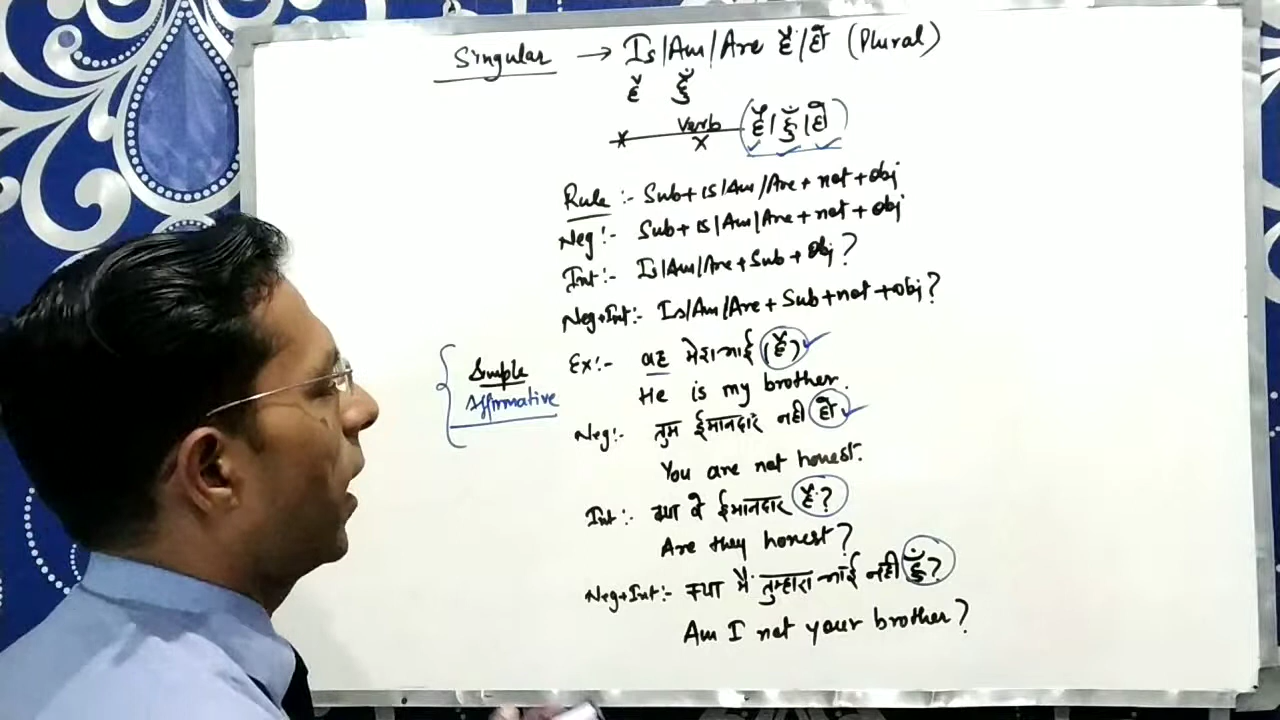 Singular → Is/Am/Are हैं/हो (Plural)
है हूँ
× verb × (है/हूँ/हो)
Rule :- Sub+is/Am/Are+not+obj
Neg :- Sub+is/Am/Are+not+obj
Int :- Is/Am/Are+Sub+obj?
Neg+Int :- Is/Am/Are+Sub+not+obj?
Simple
Affirmative
Ex :- वह मेरा भाई (है)
He is my brother.
Neg :- तुम ईमानदार नही हो
You are not honest.
Int :- क्या वे ईमानदार हैं?
Are they honest?
Neg+Int :- क्या मैं तुम्हारा भाई नही हूँ?
Am I not your brother?